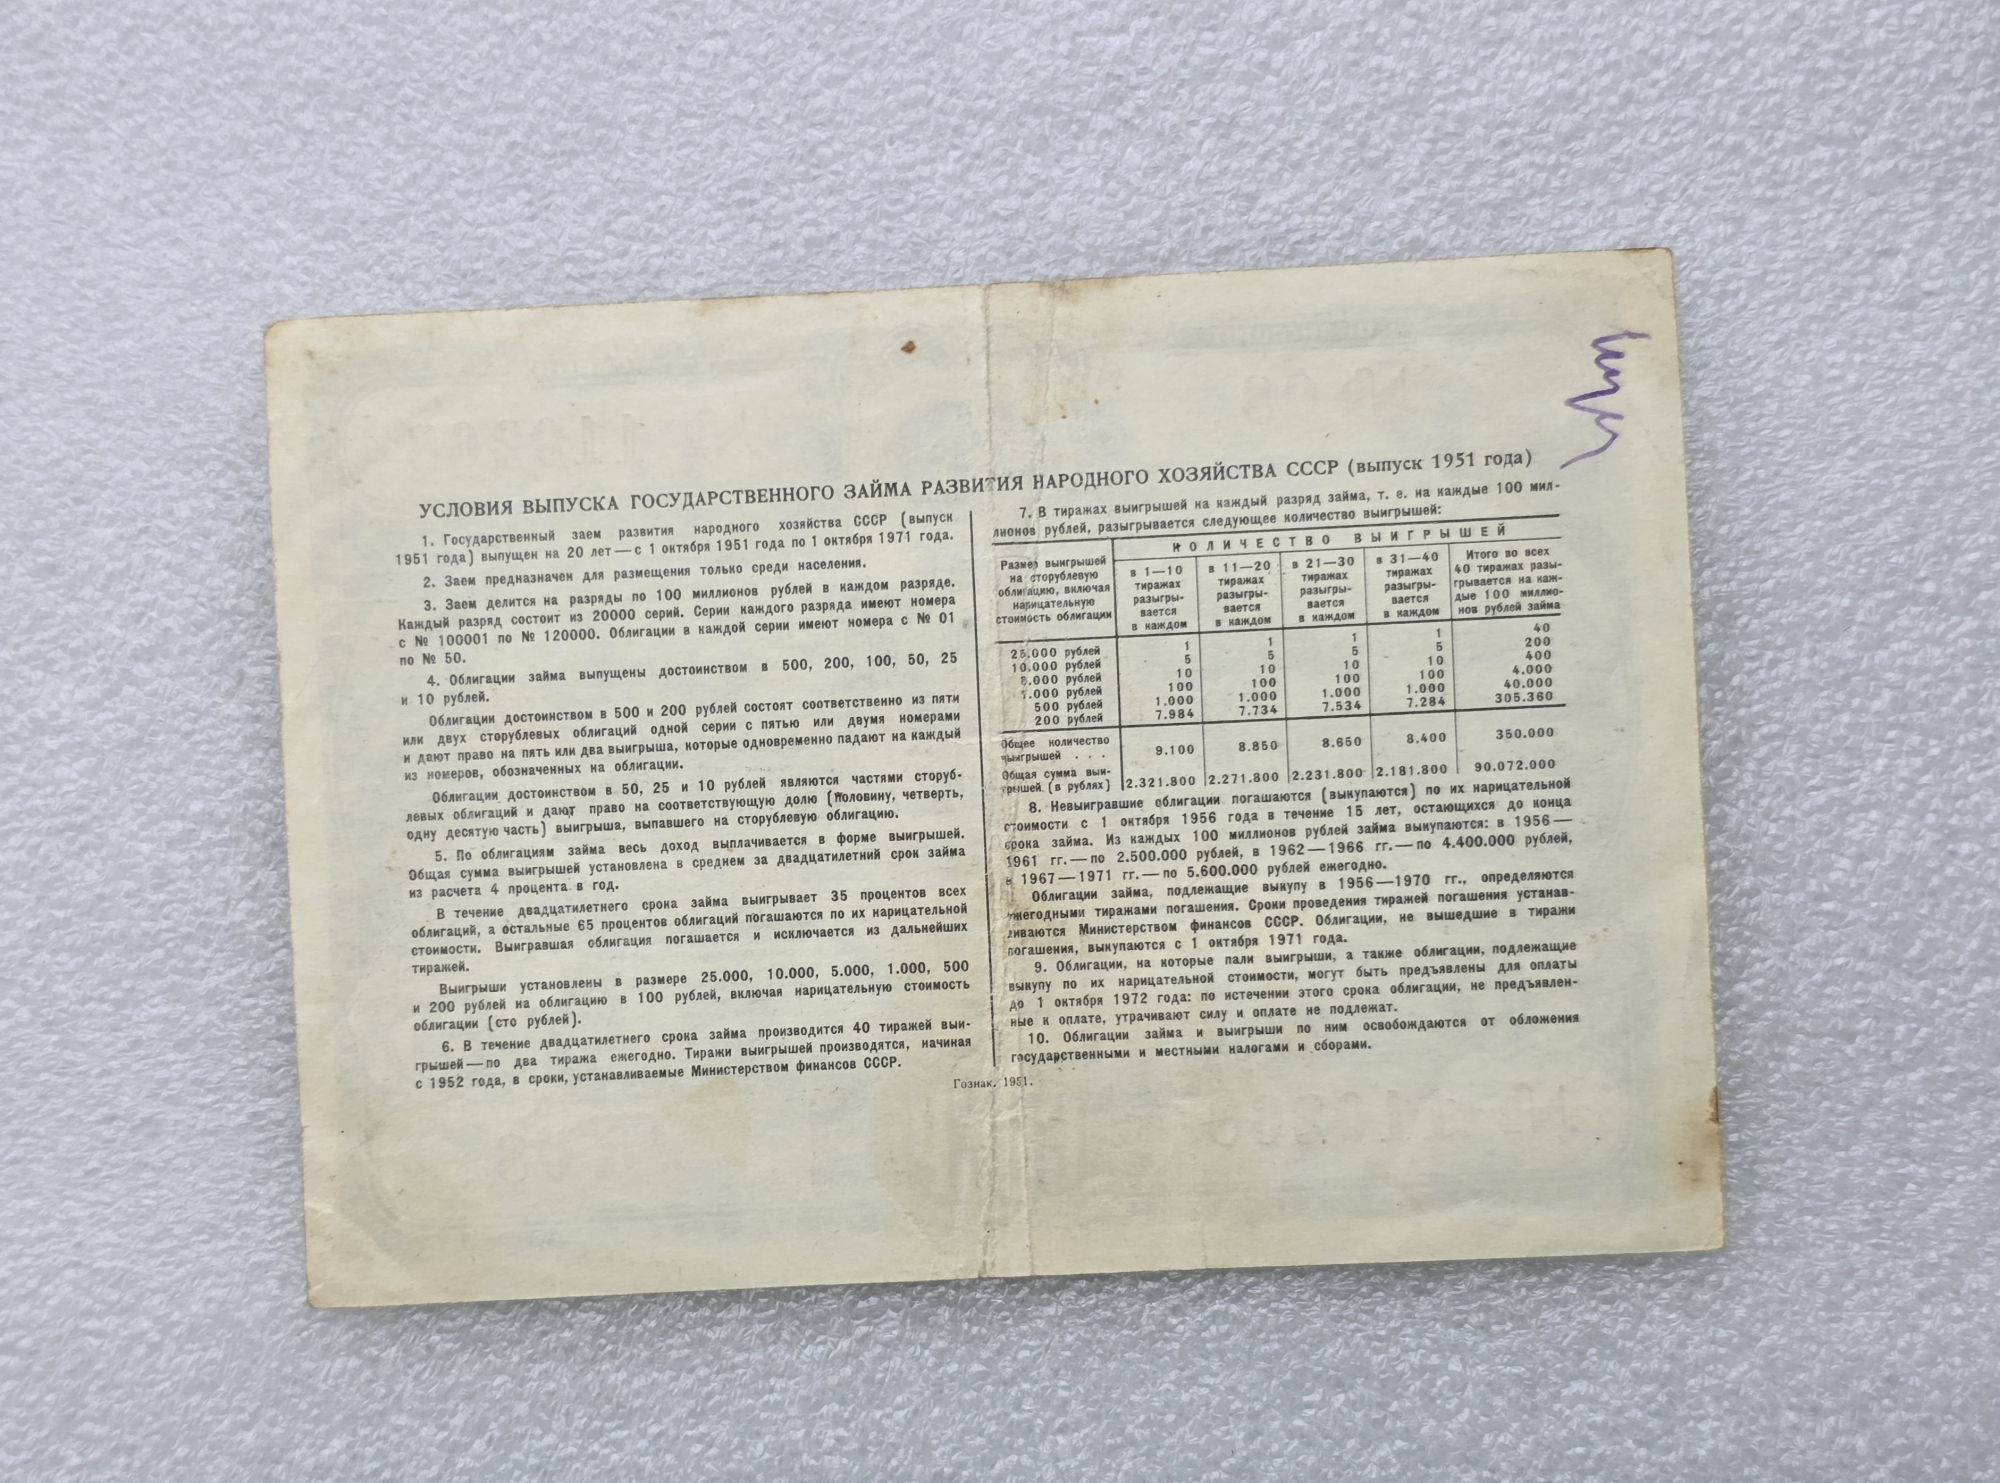 УСЛОВИЯ ВЫПУСКА ГОСУДАРСТВЕННОГО ЗАЙМА РАЗВИТИЯ НАРОДНОГО ХОЗЯЙСТВА СССР (выпуск 1951 года)
1. Государственный заем развития народного хозяйства СССР (выпуск
1951 года) выпущен на 20 лет — с 1 октября 1951 года по 1 октября 1971 года.
2. Заем предназначен для размещения только среди населения.
3. Заем делится на разряды по 100 миллионов рублей в каждом разряде.
Каждый разряд состоит из 20000 серий. Серии каждого разряда имеют номера
с № 100001 по № 120000. Облигации в каждой серии имеют номера с № 01
по № 50.
4. Облигации займа выпущены достоинством в 500, 200, 100, 50, 25
и 10 рублей.
Облигации достоинством в 500 и 200 рублей состоят соответственно из пяти
или двух сторублевых облигаций одной серии с пятью или двумя номерами
и дают право на пять или два выигрыша, которые одновременно падают на каждый
из номеров, обозначенных на облигации.
Облигации достоинством в 50, 25 и 10 рублей являются частями сторуб-
левых облигаций и дают право на соответствующую долю (половину, четверть,
одну десятую часть) выигрыша, выпавшего на сторублевую облигацию.
5. По облигациям займа весь доход выплачивается в форме выигрышей.
Общая сумма выигрышей установлена в среднем за двадцатилетний срок займа
из расчета 4 процента в год.
В течение двадцатилетнего срока займа выигрывает 35 процентов всех
облигаций, а остальные 65 процентов облигаций погашаются по их нарицательной
стоимости. Выигравшая облигация погашается и исключается из дальнейших
тиражей.
Выигрыши установлены в размере 25.000, 10.000, 5.000, 1.000, 500
и 200 рублей на облигацию в 100 рублей, включая нарицательную стоимость
облигации (сто рублей).
6. В течение двадцатилетнего срока займа производится 40 тиражей выи-
грышей — по два тиража ежегодно. Тиражи выигрышей производятся, начиная
с 1952 года, в сроки, устанавливаемые Министерством финансов СССР.
7. В тиражах выигрышей на каждый разряд займа, т. е. на каждые 100 мил-
лионов рублей, разыгрывается следующее количество выигрышей:
КОЛИЧЕСТВО ВЫИГРЫШЕЙ
Размер выигрышей на сторублевую облигацию, включая нарицательную стоимость облигации | в 1—10 тиражах разыгры-вается в каждом | в 11—20 тиражах разыгры-вается в каждом | в 21—30 тиражах разыгры-вается в каждом | в 31—40 тиражах разыгры-вается в каждом | Итого во всех 40 тиражах разы-грывается на каж-дые 100 миллио-нов рублей займа
25.000 рублей 1 1 1 1 40
10.000 рублей 5 5 5 5 200
5.000 рублей 10 10 10 10 400
1.000 рублей 100 100 100 100 4.000
500 рублей 1.000 1.000 1.000 1.000 40.000
200 рублей 7.984 7.734 7.534 7.284 305.360
Общее количество выигрышей . . . 9.100 8.850 8.650 8.400 350.000
Общая сумма выи-грышей (в рублях) 2.321.800 2.271.800 2.231.800 2.181.800 90.072.000
8. Невыигравшие облигации погашаются (выкупаются) по их нарицательной
стоимости с 1 октября 1956 года в течение 15 лет, остающихся до конца
срока займа. Из каждых 100 миллионов рублей займа выкупаются: в 1956 —
1961 гг. — по 2.500.000 рублей, в 1962 — 1966 гг. — по 4.400.000 рублей,
в 1967 — 1971 гг. — по 5.600.000 рублей ежегодно.
Облигации займа, подлежащие выкупу в 1956 — 1970 гг., определяются
ежегодными тиражами погашения. Сроки проведения тиражей погашения устанав-
ливаются Министерством финансов СССР. Облигации, не вышедшие в тиражи
погашения, выкупаются с 1 октября 1971 года.
9. Облигации, на которые пали выигрыши, а также облигации, подлежащие
выкупу по их нарицательной стоимости, могут быть предъявлены для оплаты
до 1 октября 1972 года: по истечении этого срока облигации, не предъявлен-
ные к оплате, утрачивают силу и оплате не подлежат.
10. Облигации займа и выигрыши по ним освобождаются от обложения
государственными и местными налогами и сборами.
Гознак. 1951.